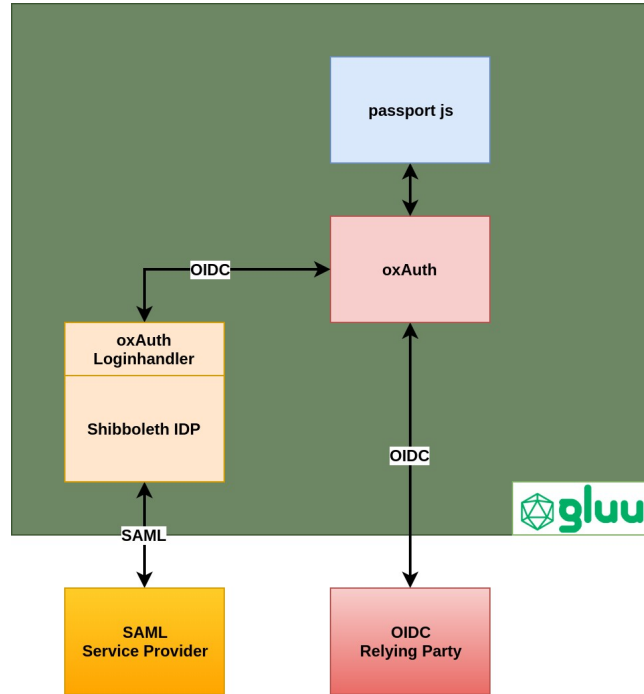 passport js
OIDC
oxAuth
oxAuth
Loginhandler
Shibboleth IDP
OIDC
gluu
SAML
SAML
Service Provider
OIDC
Relying Party